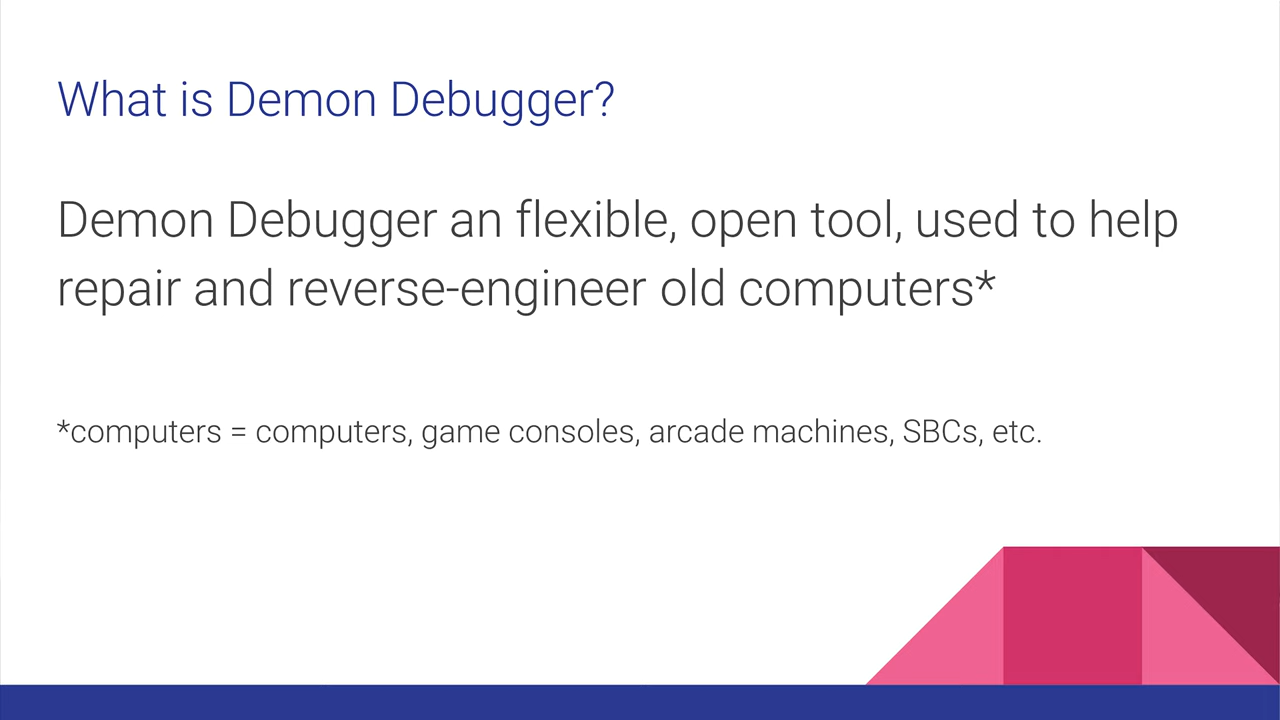 What is Demon Debugger?
Demon Debugger an flexible, open tool, used to help
repair and reverse-engineer old computers*
*computers = computers, game consoles, arcade machines, SBCs, etc.